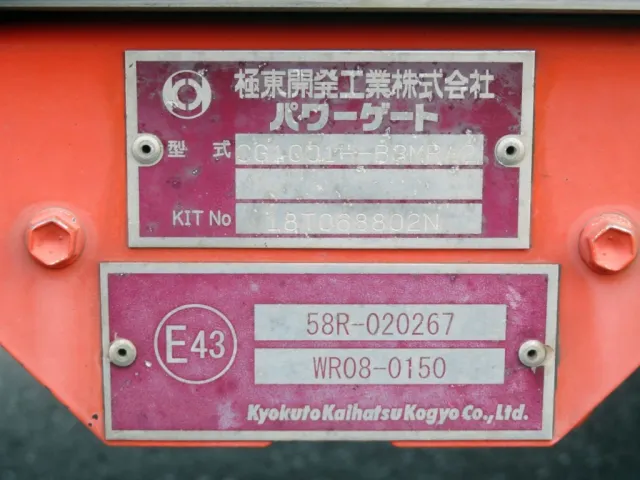 極東開発工業株式会社
パワーゲート
型式
KIT No 18T068802N
E43
58R-020267
WR08-0150
Kyokuto Kaihatsu Kogyo Co., Ltd.